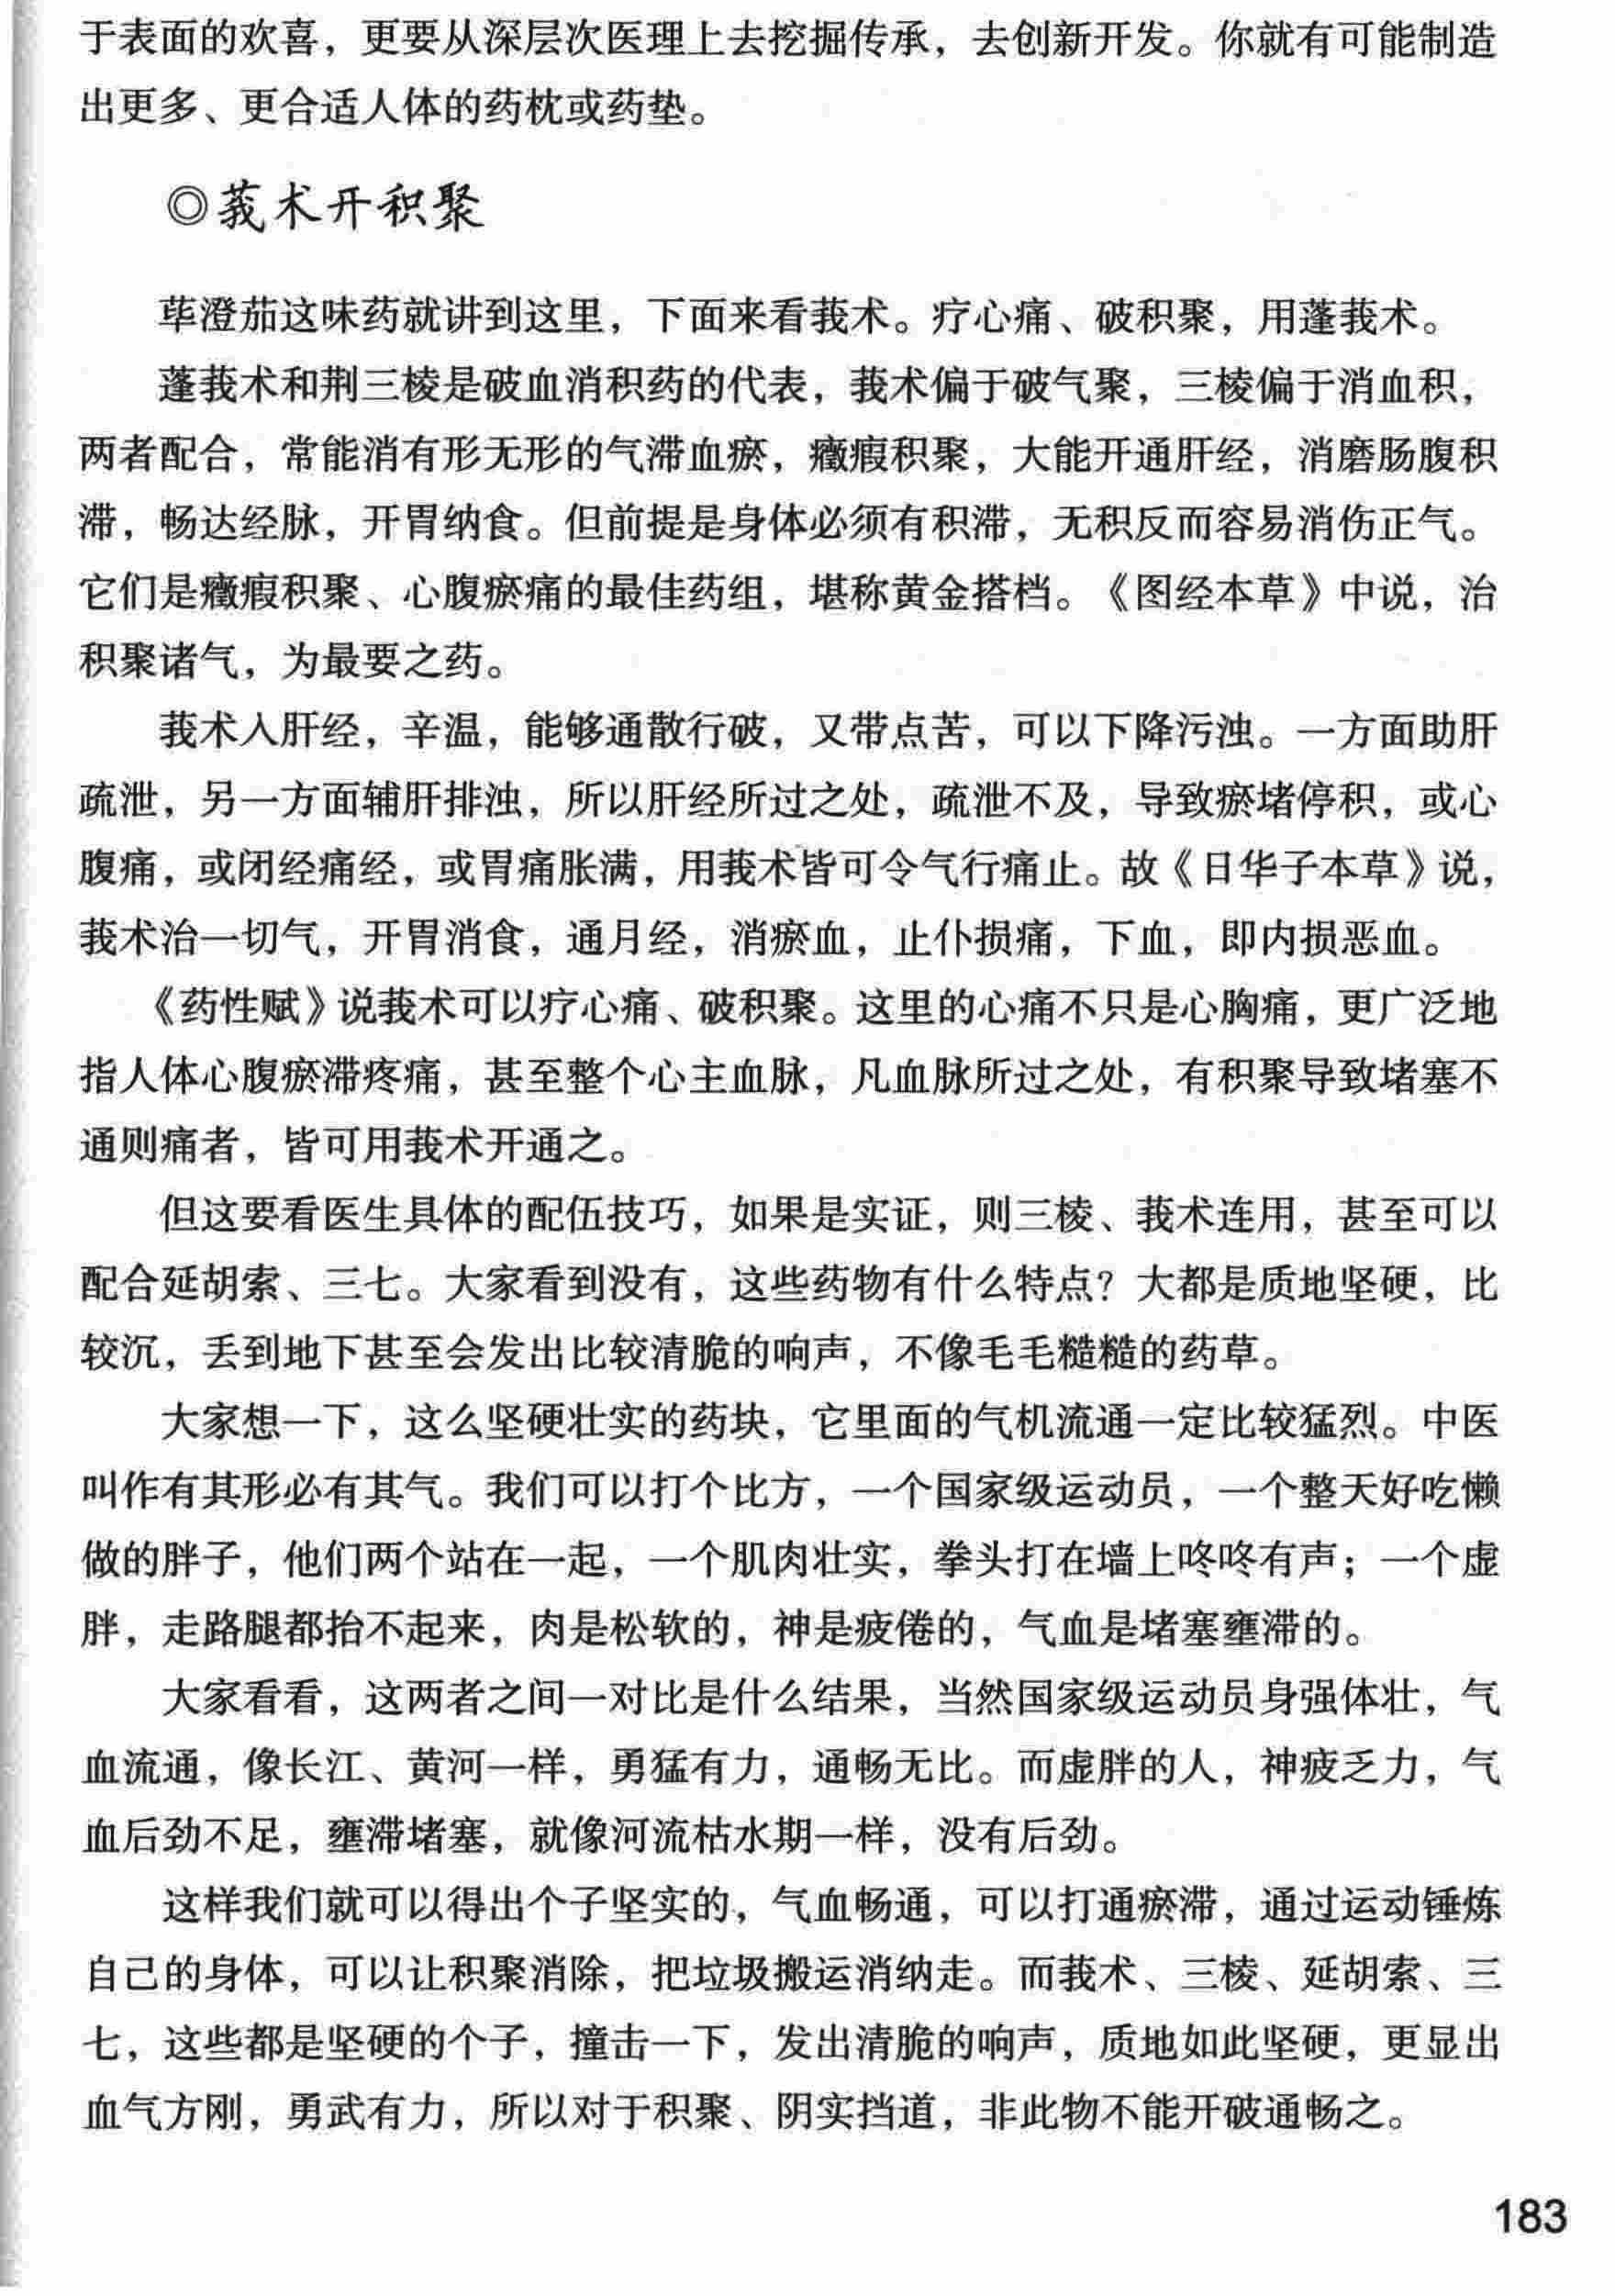 于表面的欢喜，更要从深层次医理上去挖掘传承，去创新开发。你就有可能制造
出更多、更合适人体的药枕或药垫。
◎莪术开积聚
荜澄茄这味药就讲到这里，下面来看莪术。疗心痛、破积聚，用蓬莪术。
蓬莪术和荆三棱是破血消积药的代表，莪术偏于破气聚，三棱偏于消血积，
两者配合，常能消有形无形的气滞血瘀，癥瘕积聚，大能开通肝经，消磨肠腹积
滞，畅达经脉，开胃纳食。但前提是身体必须有积滞，无积反而容易消伤正气。
它们是癥瘕积聚、心腹瘀痛的最佳药组，堪称黄金搭档。《图经本草》中说，治
积聚诸气，为最要之药。
莪术入肝经，辛温，能够通散行破，又带点苦，可以下降污浊。一方面助肝
疏泄，另一方面辅肝排浊，所以肝经所过之处，疏泄不及，导致瘀堵停积，或心
腹痛，或闭经痛经，或胃痛胀满，用莪术皆可令气行痛止。故《日华子本草》说，
莪术治一切气，开胃消食，通月经，消瘀血，止仆损痛，下血，即内损恶血。
《药性赋》说莪术可以疗心痛、破积聚。这里的心痛不只是心胸痛，更广泛地
指人体心腹瘀滞疼痛，甚至整个心主血脉，凡血脉所过之处，有积聚导致堵塞不
通则痛者，皆可用莪术开通之。
但这要看医生具体的配伍技巧，如果是实证，则三棱、莪术连用，甚至可以
配合延胡索、三七。大家看到没有，这些药物有什么特点？大都是质地坚硬，比
较沉，丢到地下甚至会发出比较清脆的响声，不像毛毛糙糙的药草。
大家想一下，这么坚硬壮实的药块，它里面的气机流通一定比较猛烈。中医
叫作有其形必有其气。我们可以打个比方，一个国家级运动员，一个整天好吃懒
做的胖子，他们两个站在一起，一个肌肉壮实，拳头打在墙上咚咚有声；一个虚
胖，走路腿都抬不起来，肉是松软的，神是疲倦的，气血是堵塞壅滞的。
大家看看，这两者之间一对比是什么结果，当然国家级运动员身强体壮，气
血流通，像长江、黄河一样，勇猛有力，通畅无比。而虚胖的人，神疲乏力，气
血后劲不足，壅滞堵塞，就像河流枯水期一样，没有后劲。
这样我们就可以得出个子坚实的，气血畅通，可以打通瘀滞，通过运动锤炼
自己的身体，可以让积聚消除，把垃圾搬运消纳走。而莪术、三棱、延胡索、三
七，这些都是坚硬的个子，撞击一下，发出清脆的响声，质地如此坚硬，更显出
血气方刚，勇武有力，所以对于积聚、阴实挡道，非此物不能开破通畅之。
183